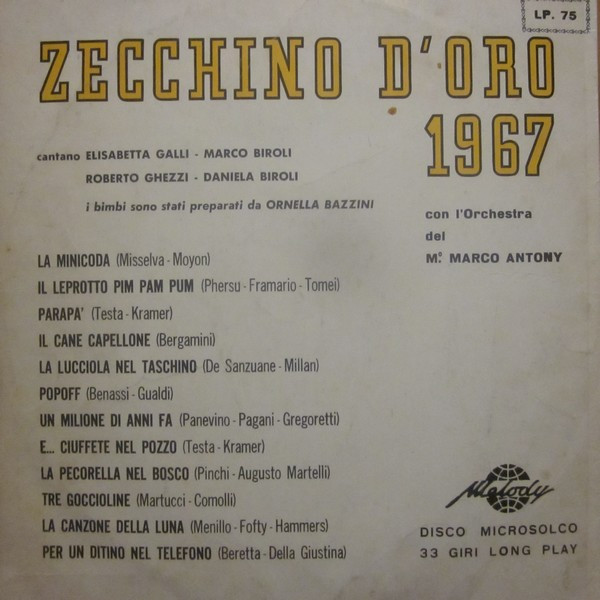 LP. 75
ZECCHINO D'ORO
1967
cantano ELISABETTA GALLI - MARCO BIROLI
ROBERTO GHEZZI - DANIELA BIROLI
i bimbi sono stati preparati da ORNELLA BAZZINI
con l'Orchestra
del
M.º MARCO ANTONY
LA MINICODA (Misselva - Moyon)
IL LEPROTTO PIM PAM PUM (Phersu - Framario - Tomei)
PARAPA' (Testa - Kramer)
IL CANE CAPELLONE (Bergamini)
LA LUCCIOLA NEL TASCHINO (De Sanzuane - Millan)
POPOFF (Benassi - Gualdi)
UN MILIONE DI ANNI FA (Panevino - Pagani - Gregoretti)
E... CIUFFETE NEL POZZO (Testa - Kramer)
LA PECORELLA NEL BOSCO (Pinchi - Augusto Martelli)
TRE GOCCIOLINE (Martucci - Comolli)
LA CANZONE DELLA LUNA (Menillo - Fofty - Hammers)
PER UN DITINO NEL TELEFONO (Beretta - Della Giustina)
Melody
DISCO MICROSOLCO
33 GIRI LONG PLAY